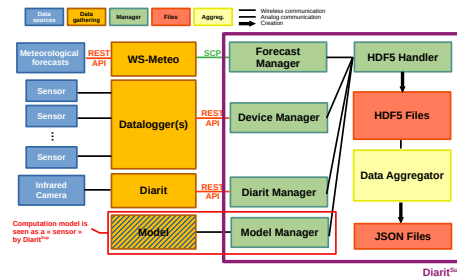 Data
sources
Data
gathering
Manager
Files
Aggreg.
Wireless communication
Analog communication
Creation
Meteorological
forecasts
REST
API
WS-Meteo
SCP
Forecast
Manager
HDF5 Handler
Sensor
Sensor
...
Sensor
Datalogger(s)
REST
API
Device Manager
HDF5 Files
Infrared
Camera
Diarit
REST
API
Diarit Manager
Data Aggregator
Computation model is
seen as a « sensor »
by DiaritSup
Model
Model Manager
JSON Files
DiaritSup